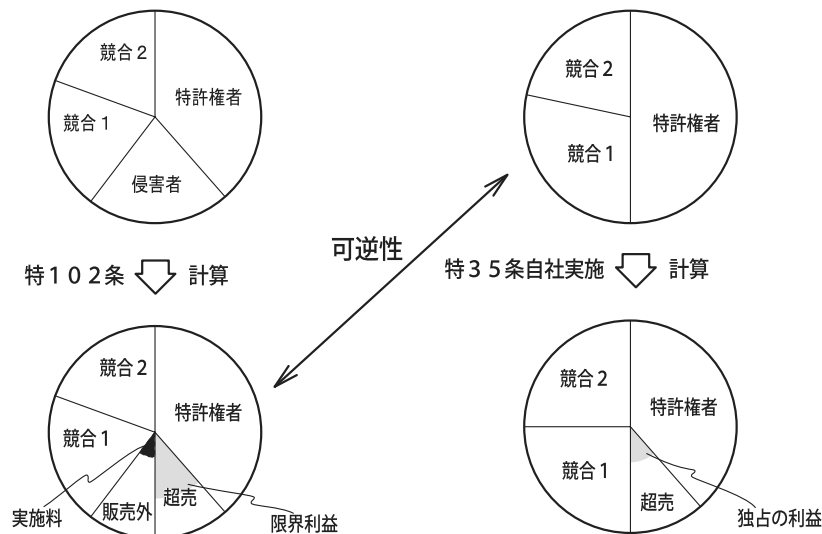 競合２
特許権者
競合１
侵害者
競合２
特許権者
競合１
可逆性
特１０２条
計算
特３５条自社実施
計算
競合２
特許権者
競合１
実施料
販売外
超売
限界利益
競合２
特許権者
競合１
超売
独占の利益